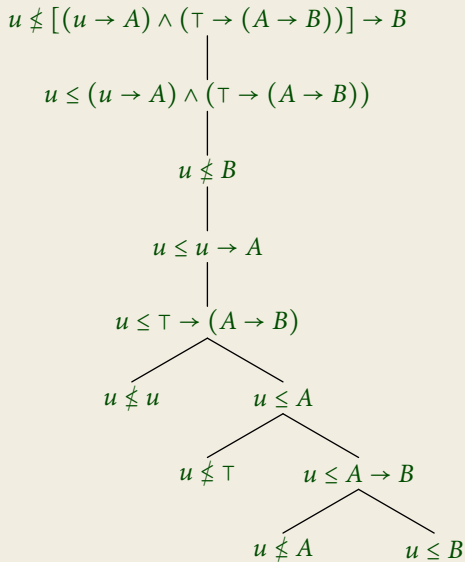 u ≰ [(u → A) ∧ (⊤ → (A → B))] → B
u ≤ (u → A) ∧ (⊤ → (A → B))
u ≰ B
u ≤ u → A
u ≤ ⊤ → (A → B)
u ≰ u u ≤ A
u ≰ ⊤ u ≤ A → B
u ≰ A u ≤ B